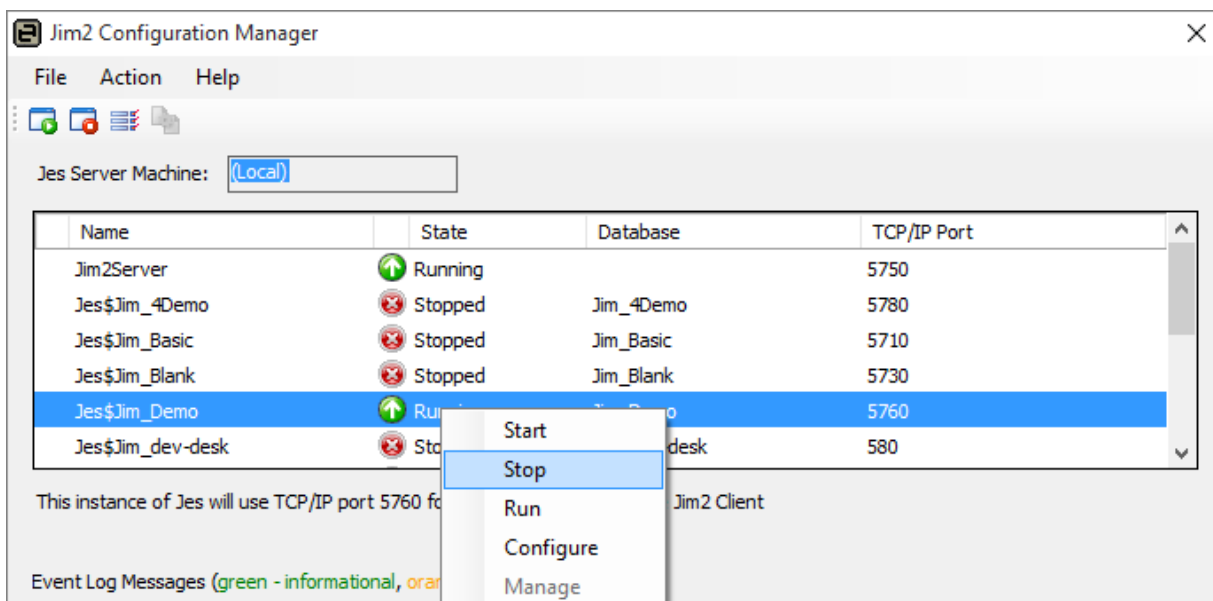 Jim2 Configuration Manager
File Action Help
Jes Server Machine: (Local)
Name State Database TCP/IP Port
Jim2Server Running 5750
Jes$Jim_4Demo Stopped Jim_4Demo 5780
Jes$Jim_Basic Stopped Jim_Basic 5710
Jes$Jim_Blank Stopped Jim_Blank 5730
Jes$Jim_Demo 5760
Start
Jes$Jim_dev-desk desk 580
Stop
This instance of Jes will use TCP/IP port 5760 Jim2 Client
Run
Configure
Event Log Messages (green - informational,
Manage